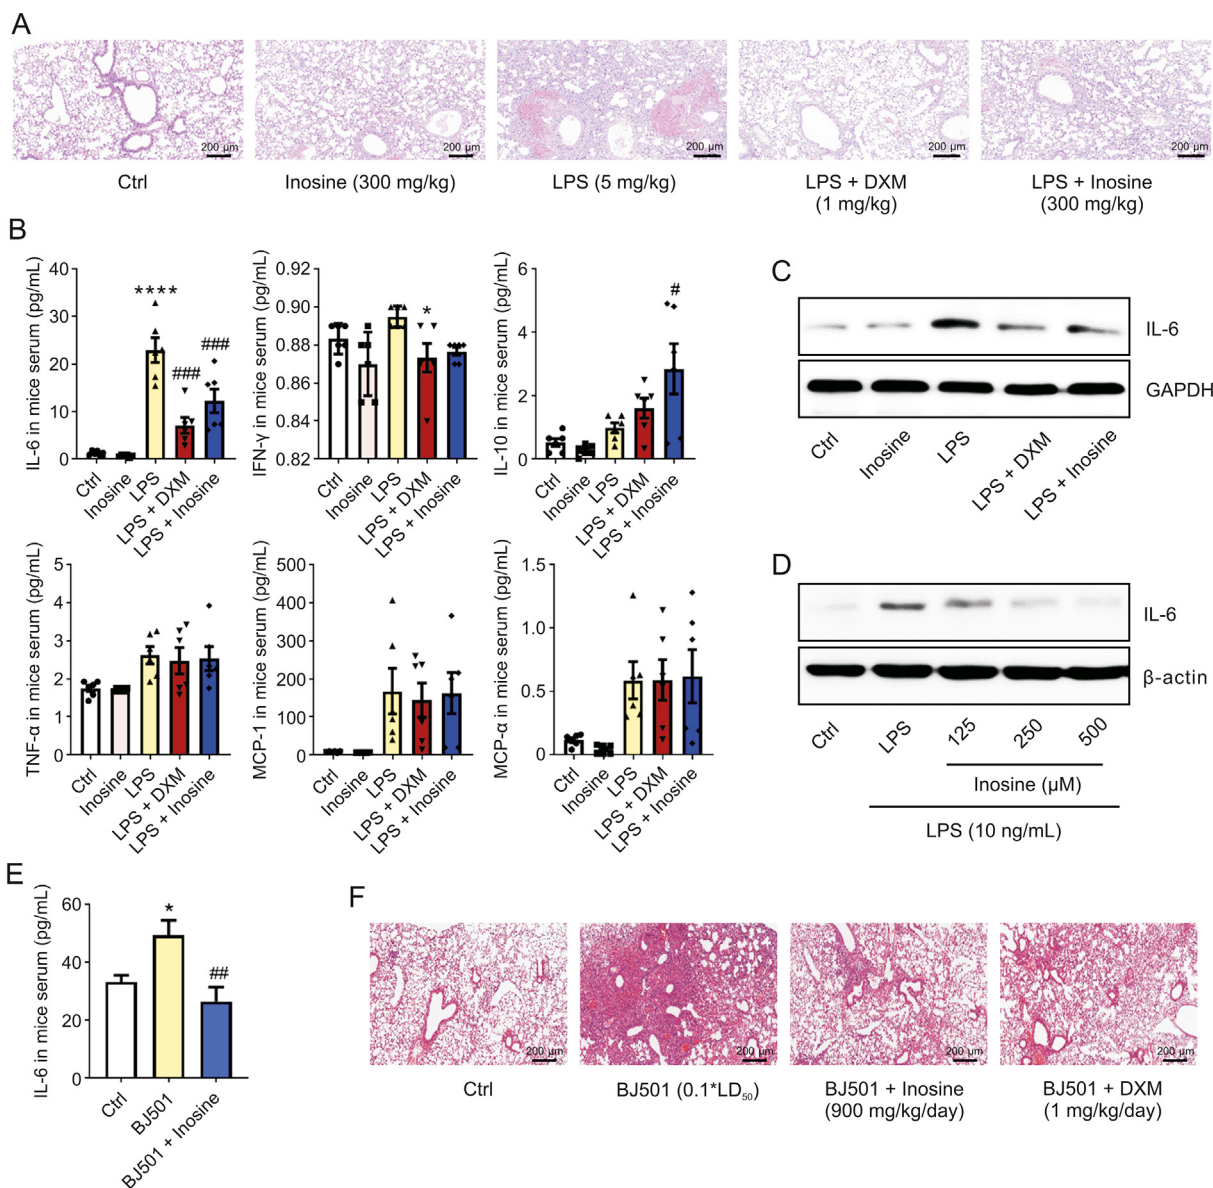 A
200 µm
200 µm
200 µm
200 µm
200 µm
Ctrl
Inosine (300 mg/kg)
LPS (5 mg/kg)
LPS + DXM
(1 mg/kg)
LPS + Inosine
(300 mg/kg)
B
IL-6 in mice serum (pg/mL)
40
30
20
10
0
****
###
###
Ctrl
Inosine
LPS
LPS + DXM
LPS + Inosine
IFN-γ in mice serum (pg/mL)
0.92
0.90
0.88
0.86
0.84
0.82
*
Ctrl
Inosine
LPS
LPS + DXM
LPS + Inosine
IL-10 in mice serum (pg/mL)
6
4
2
0
#
Ctrl
Inosine
LPS
LPS + DXM
LPS + Inosine
TNF-α in mice serum (pg/mL)
5
4
3
2
1
0
Ctrl
Inosine
LPS
LPS + DXM
LPS + Inosine
MCP-1 in mice serum (pg/mL)
500
400
300
200
100
0
Ctrl
Inosine
LPS
LPS + DXM
LPS + Inosine
MCP-α in mice serum (pg/mL)
1.5
1.0
0.5
0
Ctrl
Inosine
LPS
LPS + DXM
LPS + Inosine
C
IL-6
GAPDH
Ctrl
Inosine
LPS
LPS + DXM
LPS + Inosine
D
IL-6
β-actin
Ctrl
LPS
125
250
500
Inosine (µM)
LPS (10 ng/mL)
E
IL-6 in mice serum (pg/mL)
60
40
20
0
*
##
Ctrl
BJ501
BJ501 + Inosine
F
200 µm
200 µm
200 µm
200 µm
Ctrl
BJ501 (0.1*LD₅₀)
BJ501 + Inosine
(900 mg/kg/day)
BJ501 + DXM
(1 mg/kg/day)